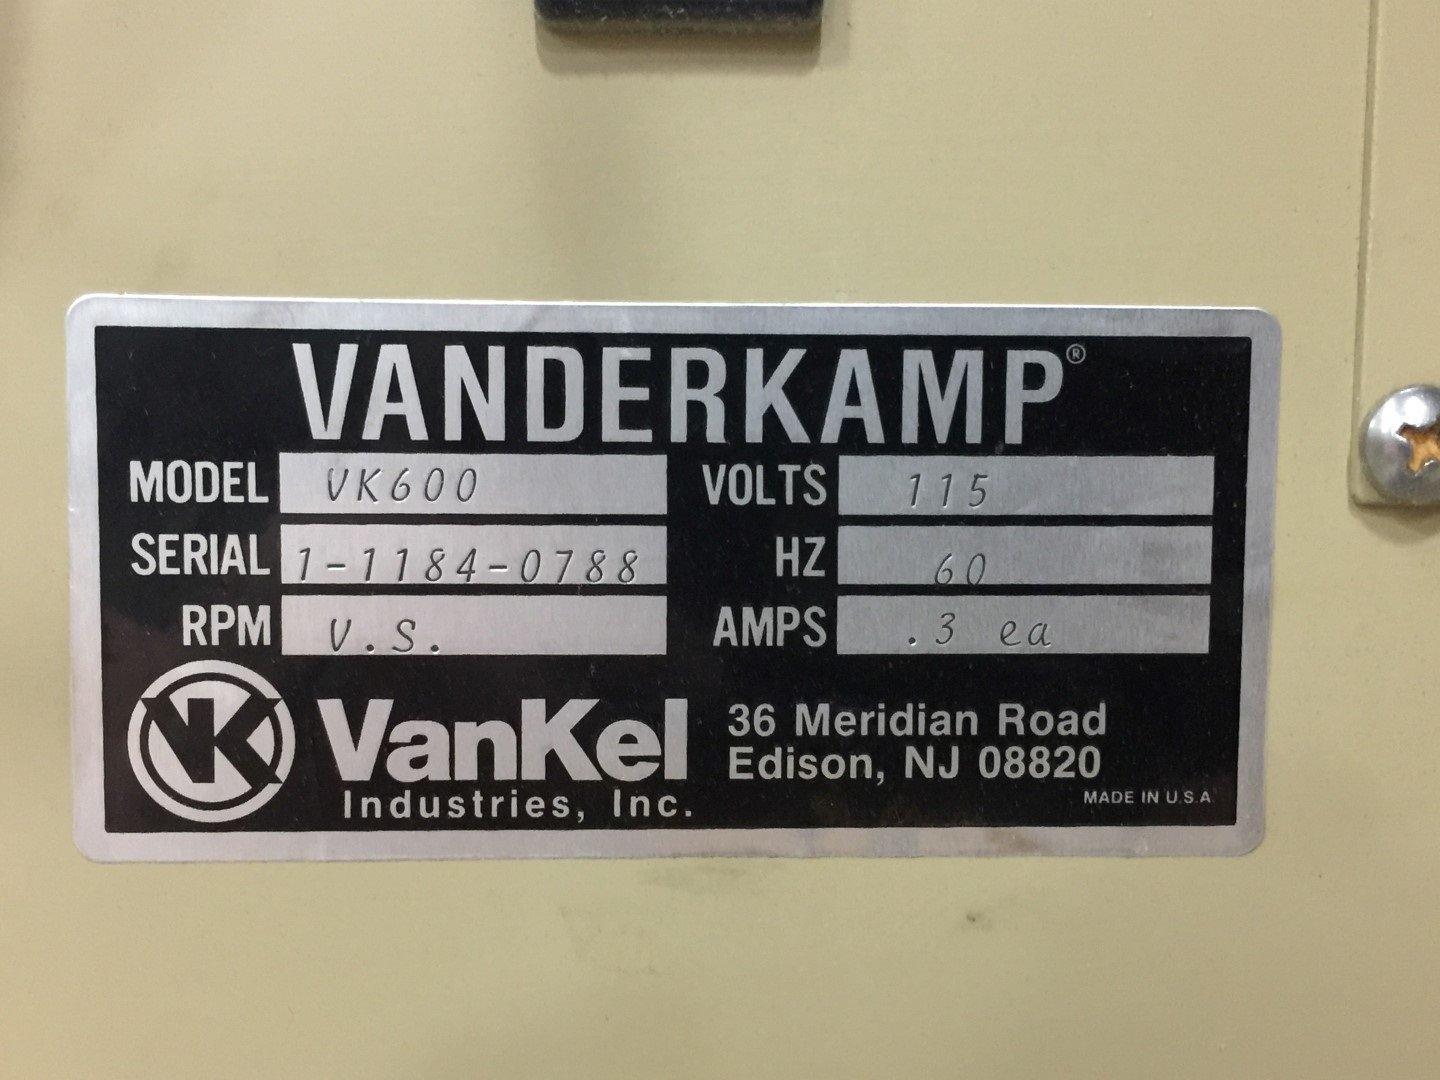 VANDERKAMP®
MODEL VK600 VOLTS 115
SERIAL 1-1184-0788 HZ 60
RPM V.S. AMPS .3 ea
VK VanKel
Industries, Inc.
36 Meridian Road
Edison, NJ 08820
MADE IN U.S.A